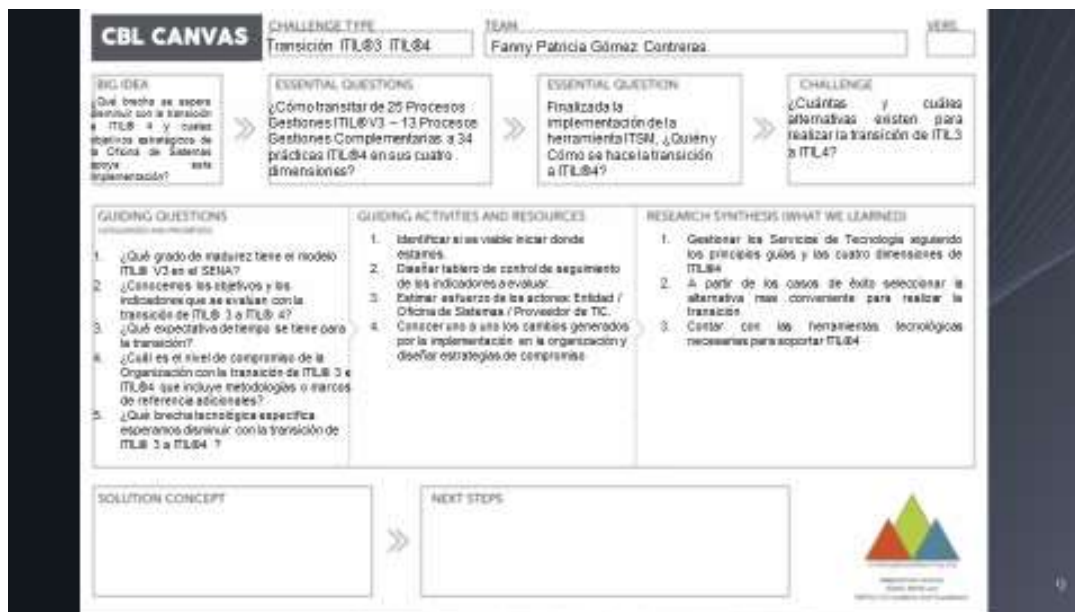 CBL CANVAS
CHALLENGE TYPE
Transición ITIL®3 ITIL®4
TEAM
Fanny Patricia Gómez Contreras
VERS.
BIG IDEA
¿Qué brecha se espera
disminuir con la transición
a ITIL® 4 y cuales
objetivos estratégicos de
la Oficina de Sistemas
apoya esta
implementación?
ESSENTIAL QUESTIONS
¿Cómo transitar de 25 Procesos
Gestiones ITIL® V3 – 13 Procesos
Gestiones Complementarias a 34
prácticas ITIL®4 en sus cuatro
dimensiones?
ESSENTIAL QUESTION
Finalizada la
implementación de la
herramienta ITSM, ¿Quién y
Cómo se hace la transición
a ITIL®4?
CHALLENGE
¿Cuántas y cuáles
alternativas existen para
realizar la transición de ITIL3
a ITIL4?
GUIDING QUESTIONS
1. ¿Qué grado de madurez tiene el modelo
ITIL® V3 en el SENA?
2. ¿Conocemos los objetivos y los
indicadores que se evaluan con la
transición de ITIL® 3 a ITIL® 4?
3. ¿Qué expectativa de tiempo se tiene para
la transición?
4. ¿Cuál es el nivel de compromiso de la
Organización con la transición de ITIL® 3 a
ITIL®4 que incluye metodologías o marcos
de referencia adicionales?
5. ¿Qué brecha tecnológica específica
esperamos disminuir con la transición de
ITIL® 3 a ITIL®4 ?
GUIDING ACTIVITIES AND RESOURCES
1. Identificar si es viable iniciar donde
estamos.
2. Diseñar tablero de control de seguimiento
de los indicadores a evaluar.
3. Estimar esfuerzo de los actores: Entidad /
Oficina de Sistemas / Proveedor de TIC.
4. Conocer uno a uno los cambios generados
por la implementación en la organización y
diseñar estrategias de compromiso
RESEARCH SYNTHESIS (WHAT WE LEARNED)
1. Gestionar los Servicios de Tecnología siguiendo
los principios guías y las cuatro dimensiones de
ITIL®4
2. A partir de los casos de éxito seleccionar la
alternativa mas conveniente para realizar la
transición
3. Contar con las herramientas tecnológicas
necesarias para soportar ITIL®4
SOLUTION CONCEPT
NEXT STEPS
9